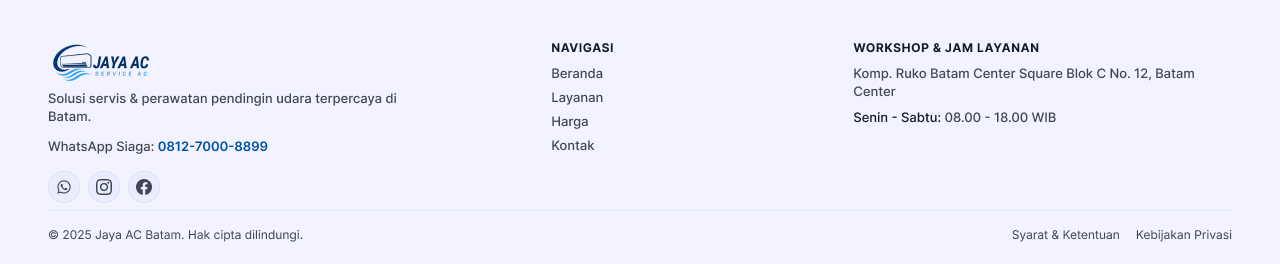 JAYA AC
SERVICE AC
Solusi servis & perawatan pendingin udara terpercaya di
Batam.
WhatsApp Siaga: 0812-7000-8899
NAVIGASI
Beranda
Layanan
Harga
Kontak
WORKSHOP & JAM LAYANAN
Komp. Ruko Batam Center Square Blok C No. 12, Batam
Center
Senin - Sabtu: 08.00 - 18.00 WIB
© 2025 Jaya AC Batam. Hak cipta dilindungi.
Syarat & Ketentuan
Kebijakan Privasi